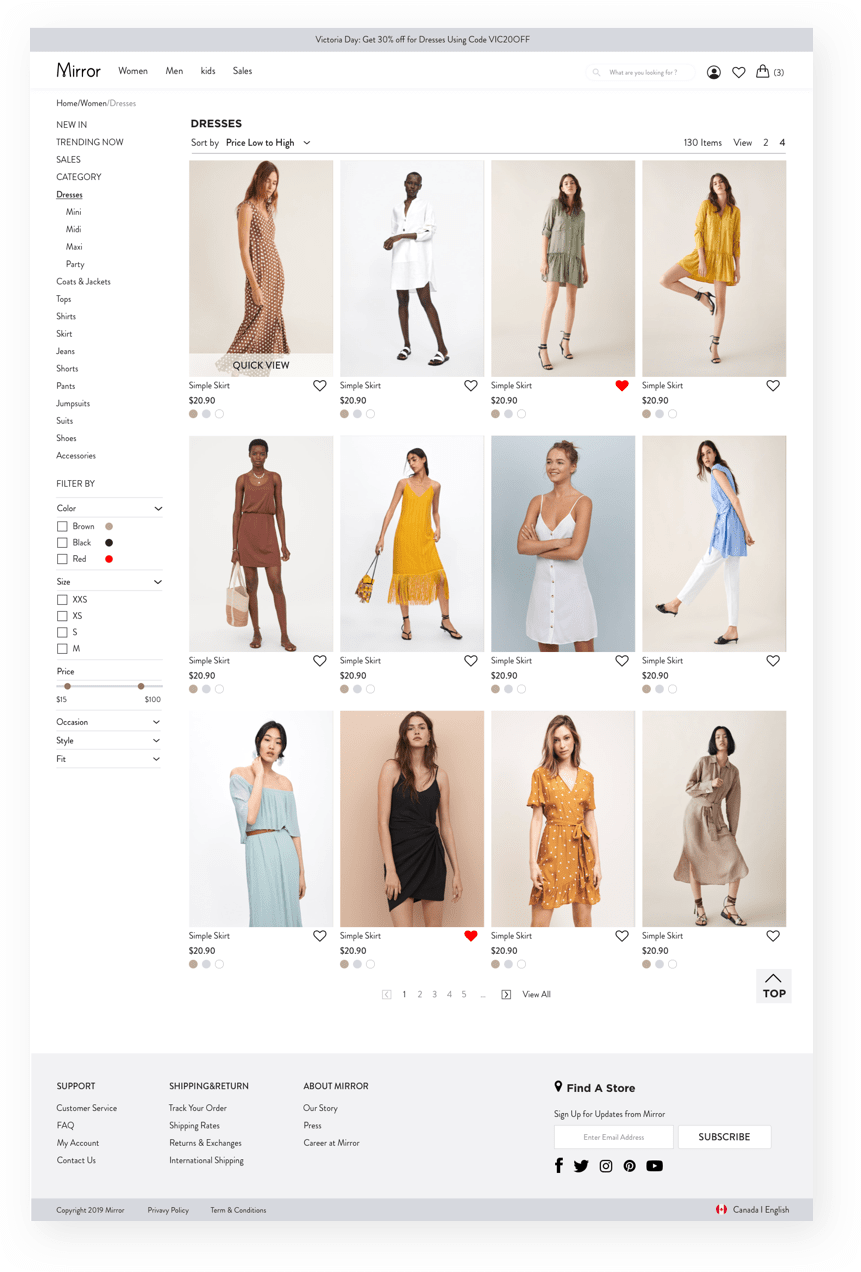 Victoria Day: Get 30% off for Dresses Using Code VIC20OFF
Mirror
Women Men kids Sales
What are you locking for ?
(3)
Home/Women/Dresses
NEW IN
TRENDING NOW
SALES
CATEGORY
Dresses
Mini
Midi
Maxi
Party
Coats & Jackets
Tops
Shirts
Skirt
Jeans
Shorts
Pants
Jumpsuits
Suits
Shoes
Accessories
FILTER BY
Color
Brown
Black
Red
Size
XXS
XS
S
M
Price
$15 $100
Occasion
Style
Fit
DRESSES
Sort by Price Low to High
130 Items View 2 4
QUICK VIEW
Simple Skirt Simple Skirt Simple Skirt Simple Skirt
$20.90 $20.90 $20.90 $20.90
Simple Skirt Simple Skirt Simple Skirt Simple Skirt
$20.90 $20.90 $20.90 $20.90
Simple Skirt Simple Skirt Simple Skirt Simple Skirt
$20.90 $20.90 $20.90 $20.90
1 2 3 4 5 ... View All
TOP
SUPPORT
Customer Service
FAQ
My Account
Contact Us
SHIPPING&RETURN
Track Your Order
Shipping Rates
Returns & Exchanges
International Shipping
ABOUT MIRROR
Our Story
Press
Career at Mirror
Find A Store
Sign Up for Updates from Mirror
Enter Email Address SUBSCRIBE
Copyright 2019 Mirror Privavy Policy Term & Conditions
Canada I English